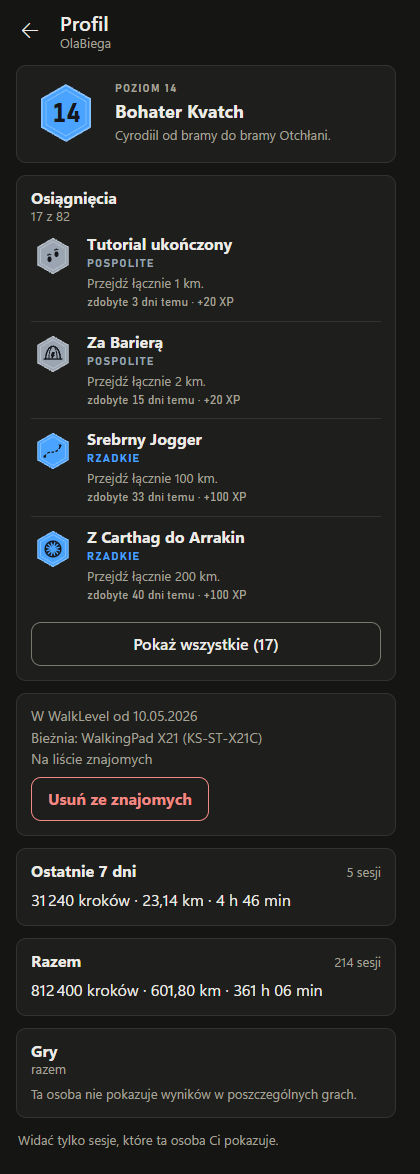 Profil
OlaBiega
14
POZIOM 14
Bohater Kvatch
Cyrodiil od bramy do bramy Otchłani.
Osiągnięcia
17 z 82
Tutorial ukończony
POSPOLITE
Przejdź łącznie 1 km.
zdobyte 3 dni temu · +20 XP
Za Barierą
POSPOLITE
Przejdź łącznie 2 km.
zdobyte 15 dni temu · +20 XP
Srebrny Jogger
RZADKIE
Przejdź łącznie 100 km.
zdobyte 33 dni temu · +100 XP
Z Carthag do Arrakin
RZADKIE
Przejdź łącznie 200 km.
zdobyte 40 dni temu · +100 XP
Pokaż wszystkie (17)
W WalkLevel od 10.05.2026
Bieżnia: WalkingPad X21 (KS-ST-X21C)
Na liście znajomych
Usuń ze znajomych
Ostatnie 7 dni
5 sesji
31 240 kroków · 23,14 km · 4 h 46 min
Razem
214 sesji
812 400 kroków · 601,80 km · 361 h 06 min
Gry
razem
Ta osoba nie pokazuje wyników w poszczególnych grach.
Widać tylko sesje, które ta osoba Ci pokazuje.